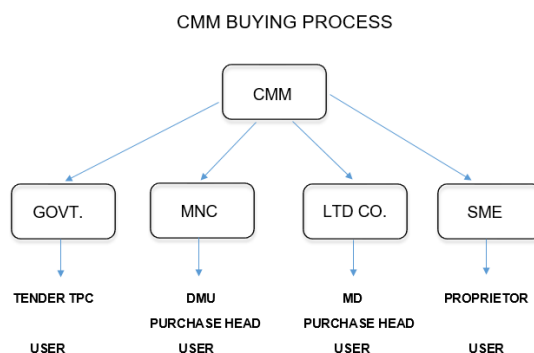 CMM BUYING PROCESS
CMM
GOVT.
MNC
LTD CO.
SME
TENDER TPC
DMU
MD
PROPRIETOR
PURCHASE HEAD
PURCHASE HEAD
USER
USER
USER
USER